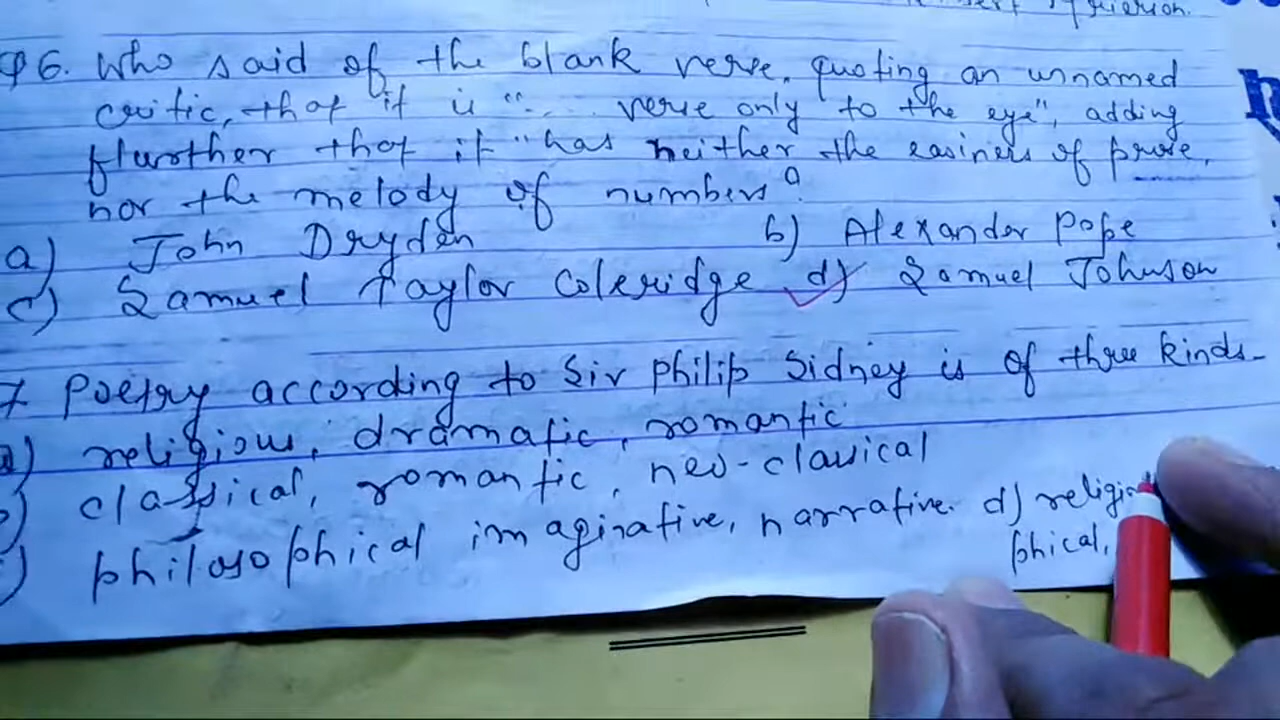 Q6. Who said of the blank verse, quoting an unnamed
critic, that it is "... verse only to the eye", adding
flurther that it "has neither the easiness of prose,
nor the melody of numbers"
a) John Dryden b) Alexander Pope
c) Samuel Taylor Coleridge d) Samuel Johnson
7 Poetry according to Sir Philip Sidney is of three kinds-
a) religious, dramatic, romantic
b) classical, romantic, neo-classical
c) philosophical imaginative, narrative. d) religi
phical,